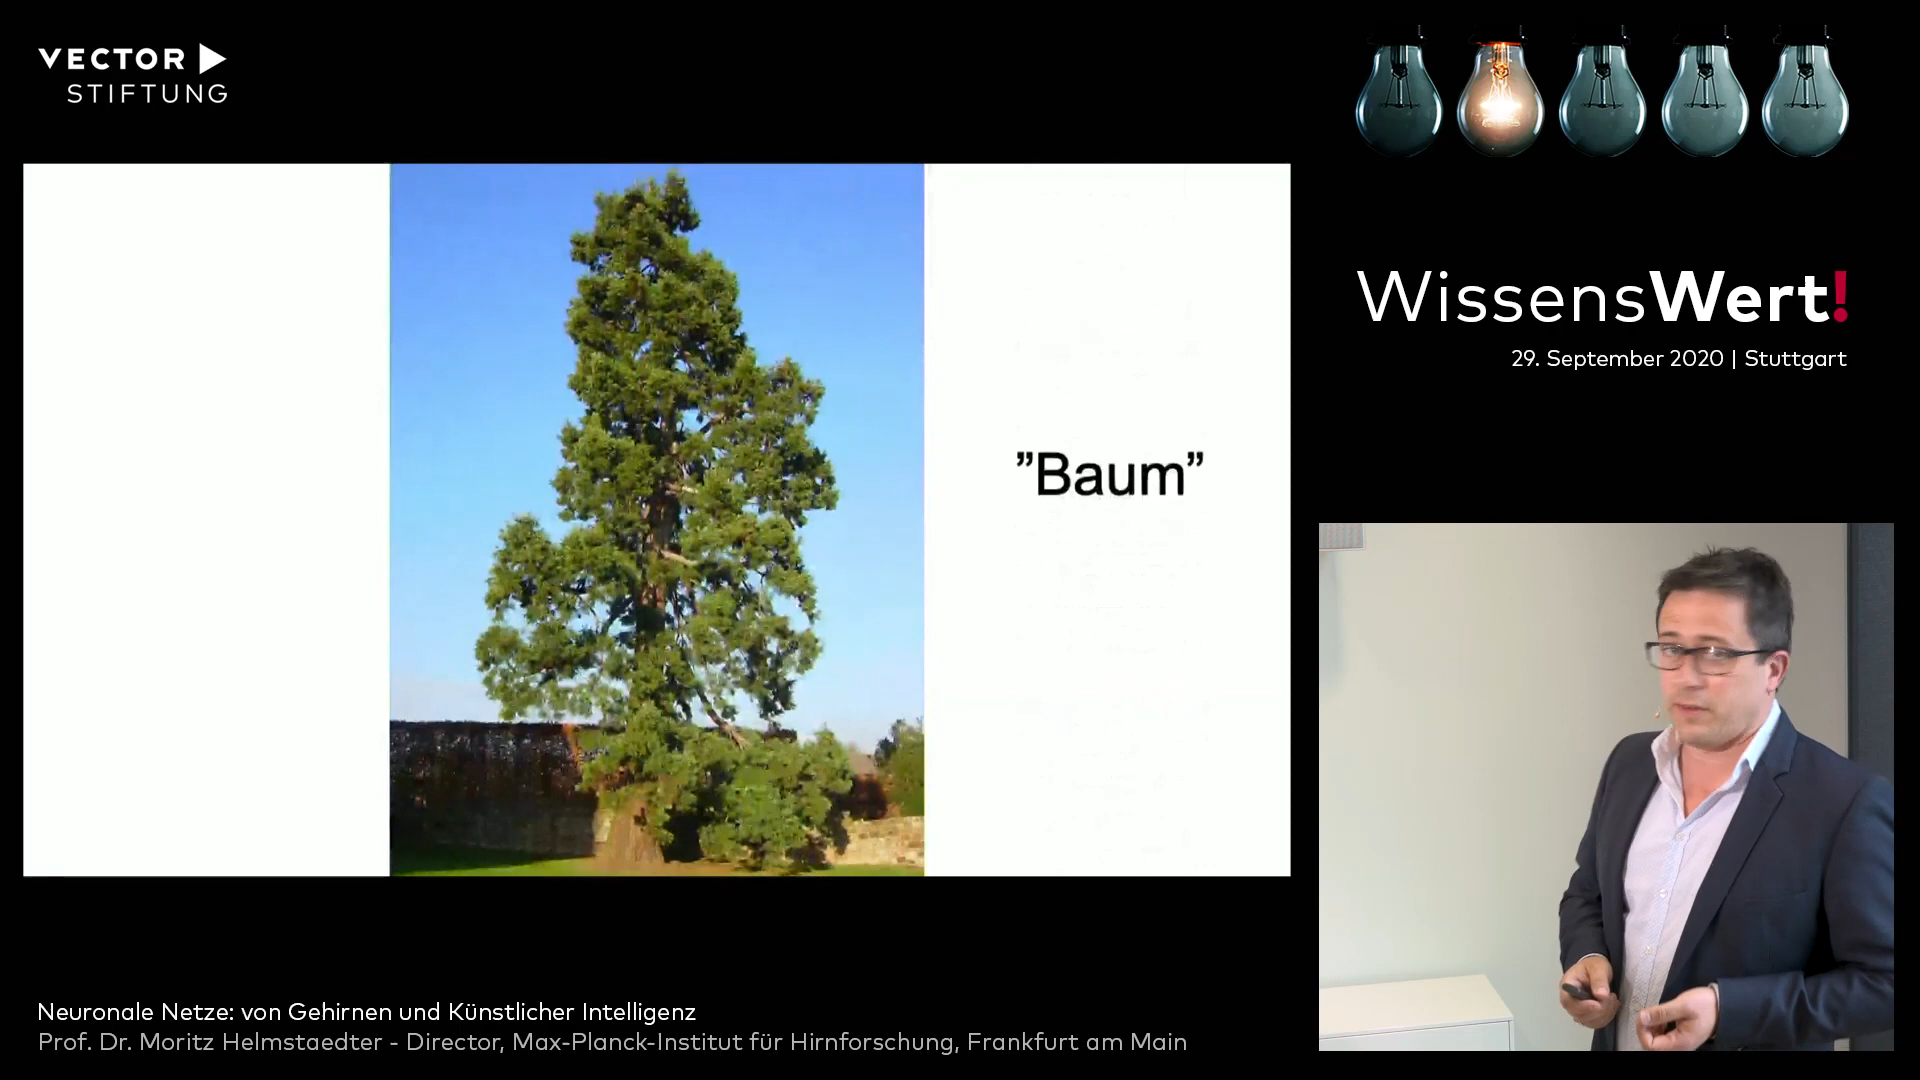 VECTOR
STIFTUNG
WissensWert!
29. September 2020 | Stuttgart
”Baum”
Neuronale Netze: von Gehirnen und Künstlicher Intelligenz
Prof. Dr. Moritz Helmstaedter - Director, Max-Planck-Institut für Hirnforschung, Frankfurt am Main